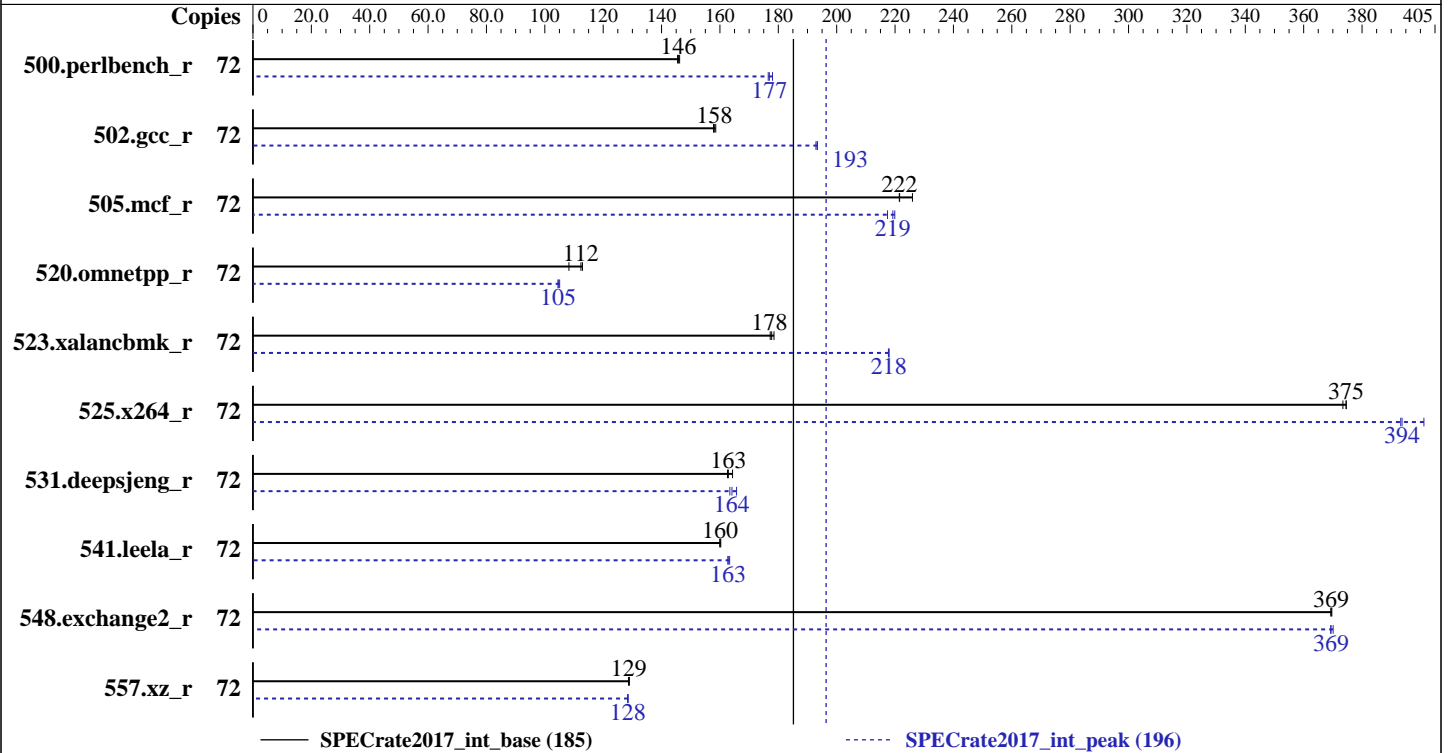 Copies 0 20.0 40.0 60.0 80.0 100 120 140 160 180 200 220 240 260 280 300 320 340 360 380 405
500.perlbench_r 72 146
177
502.gcc_r 72 158
193
505.mcf_r 72 222
219
520.omnetpp_r 72 112
105
523.xalancbmk_r 72 178
218
525.x264_r 72 375
394
531.deepsjeng_r 72 163
164
541.leela_r 72 160
163
548.exchange2_r 72 369
369
557.xz_r 72 129
128
SPECrate2017_int_base (185) SPECrate2017_int_peak (196)